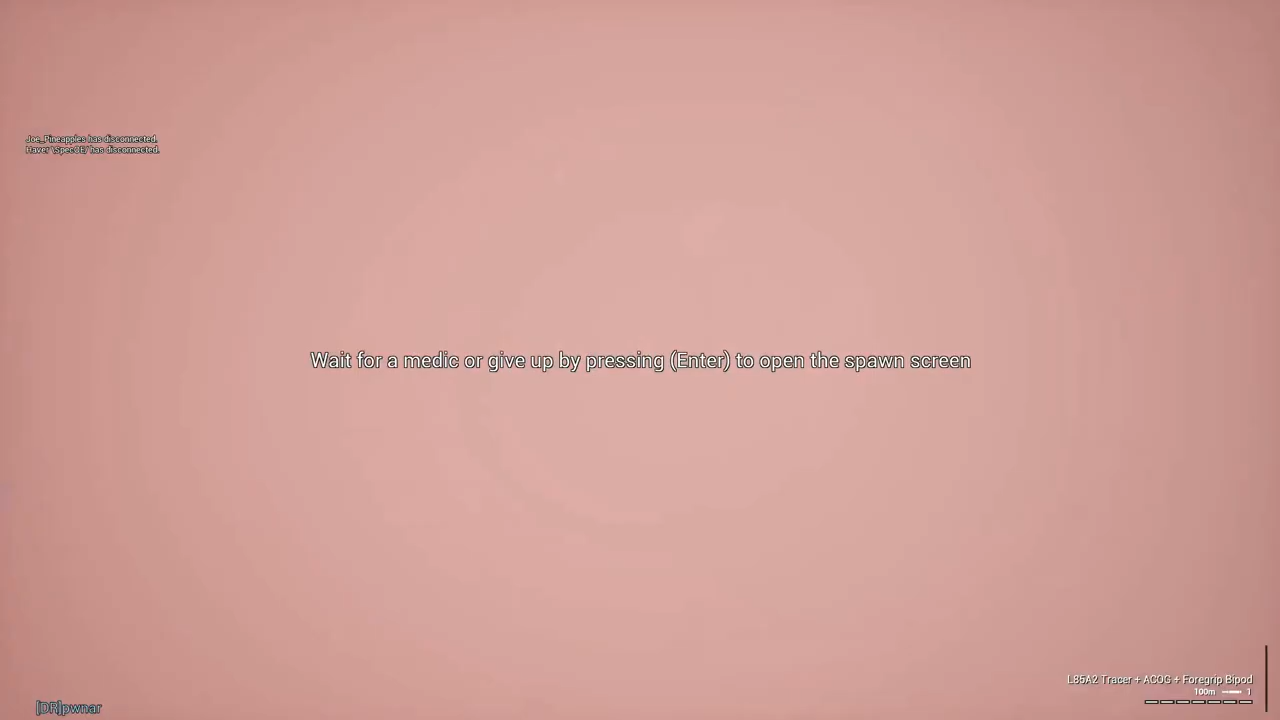 Joe_Pineapples has disconnected.
Haver \SpecOE/ has disconnected.
Wait for a medic or give up by pressing (Enter) to open the spawn screen
L85A2 Tracer + ACOG + Foregrip Bipod
100m 1
[DR]pwnar